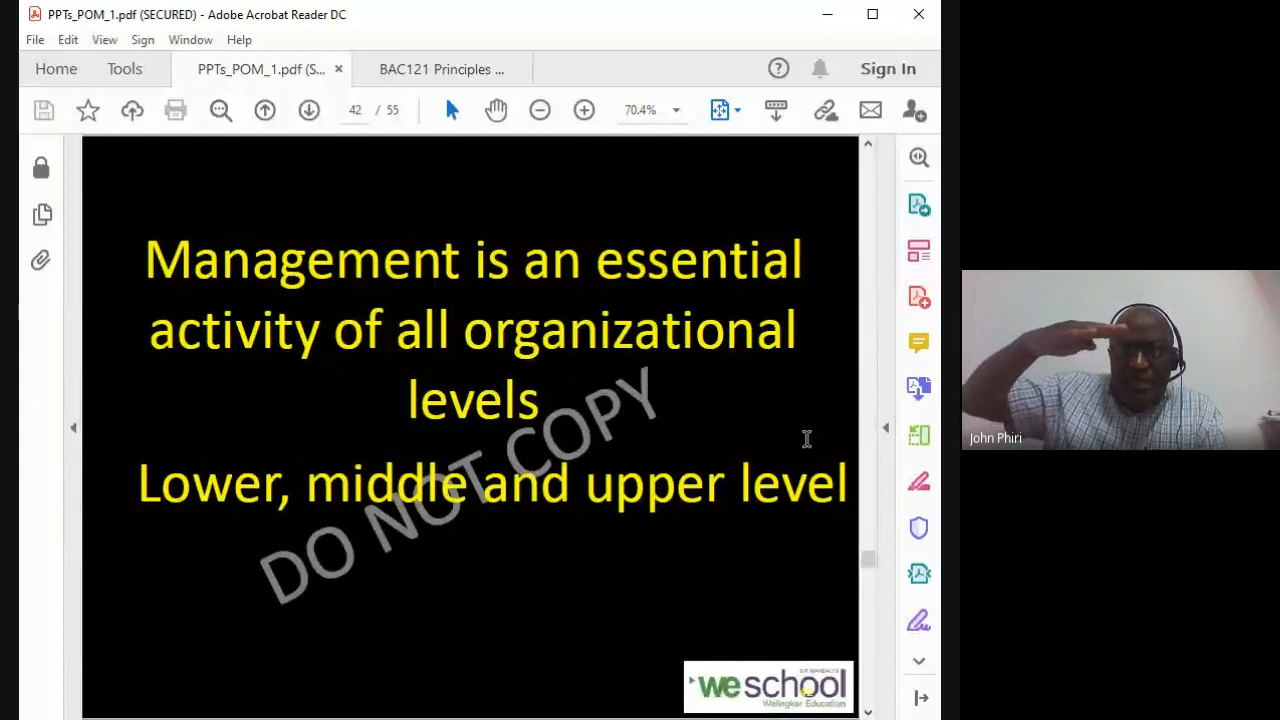 PPTs_POM_1.pdf (SECURED) - Adobe Acrobat Reader DC
File Edit View Sign Window Help
Home Tools PPTs_POM_1.pdf (S... × BAC121 Principles ... Sign In
42 / 55 70.4%
Management is an essential
activity of all organizational
levels
Lower, middle and upper level
DO NOT COPY
John Phiri
weschool
Welingkar Education